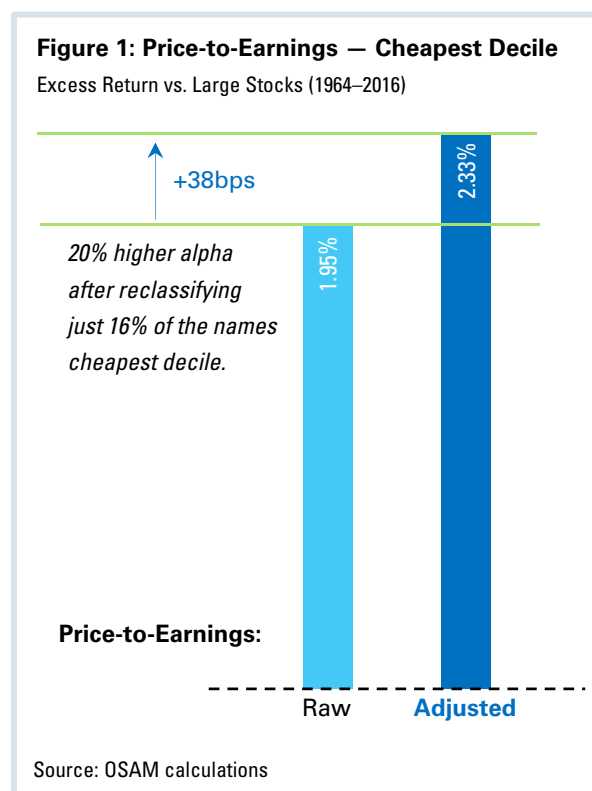 Figure 1: Price-to-Earnings — Cheapest Decile
Excess Return vs. Large Stocks (1964–2016)
+38bps
2.33%
1.95%
20% higher alpha
after reclassifying
just 16% of the names
cheapest decile.
Price-to-Earnings:
Raw
Adjusted
Source: OSAM calculations